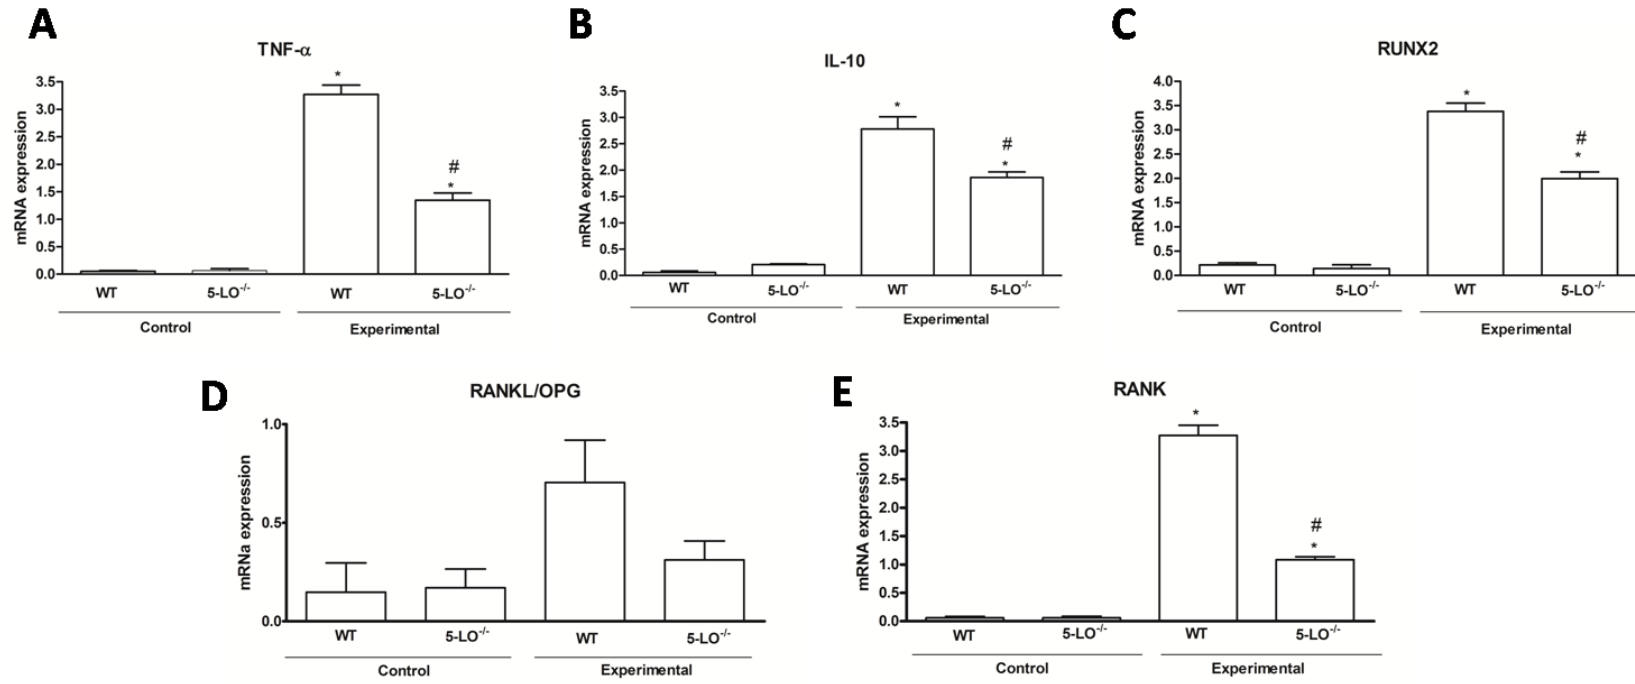 A
TNF-α
mRNA expression
3.5
3.0
2.5
2.0
1.5
1.0
0.5
0.0
*
#
*
WT 5-LO-/- WT 5-LO-/-
Control Experimental
B
IL-10
mRNA expression
3.5
3.0
2.5
2.0
1.5
1.0
0.5
0.0
*
#
*
WT 5-LO-/- WT 5-LO-/-
Control Experimental
C
RUNX2
mRNA expression
4.0
3.5
3.0
2.5
2.0
1.5
1.0
0.5
0.0
*
#
*
WT 5-LO-/- WT 5-LO-/-
Control Experimental
D
RANKL/OPG
mRNa expression
1.0
0.5
0.0
WT 5-LO-/- WT 5-LO-/-
Control Experimental
E
RANK
mRNA expression
3.5
3.0
2.5
2.0
1.5
1.0
0.5
0.0
*
#
*
WT 5-LO-/- WT 5-LO-/-
Control Experimental